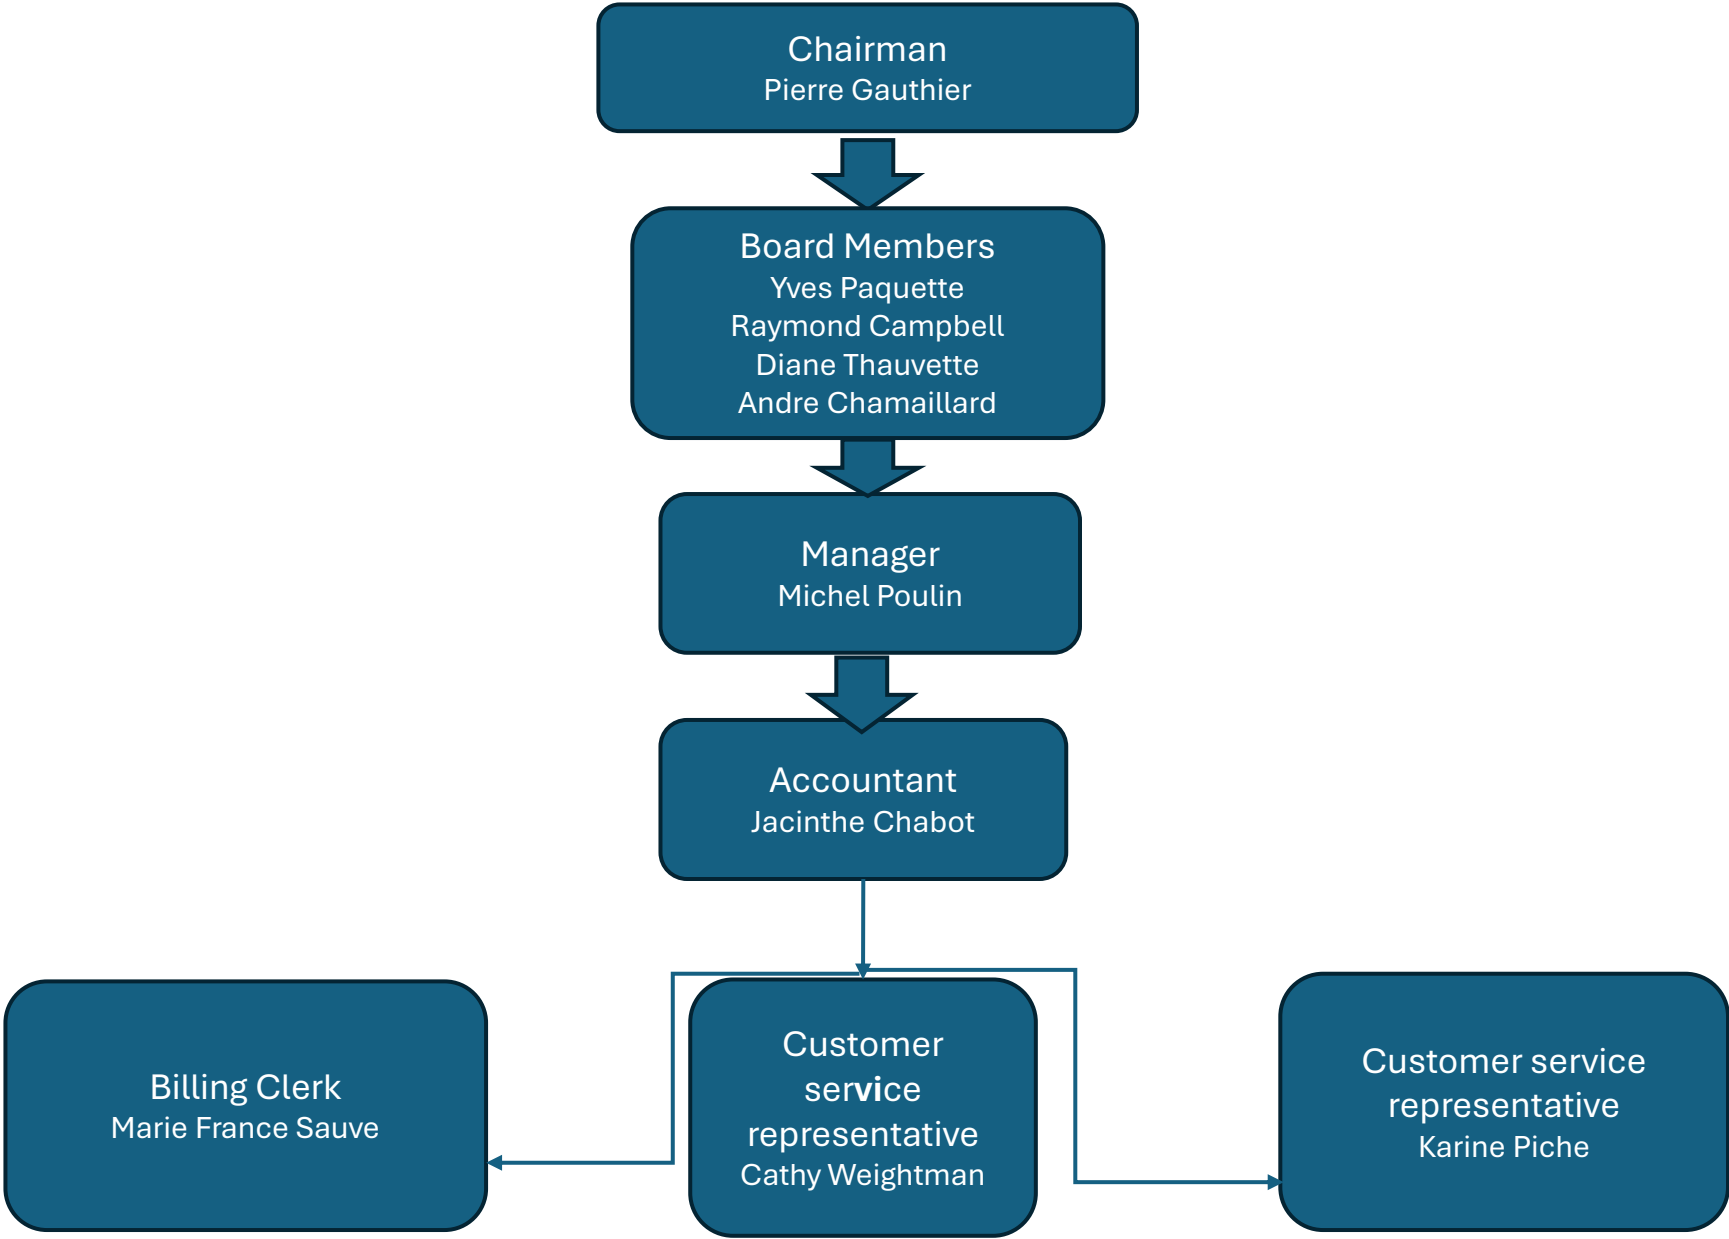 Chairman
Pierre Gauthier
Board Members
Yves Paquette
Raymond Campbell
Diane Thauvette
Andre Chamaillard
Manager
Michel Poulin
Accountant
Jacinthe Chabot
Billing Clerk
Marie France Sauve
Customer
service
representative
Cathy Weightman
Customer service
representative
Karine Piche